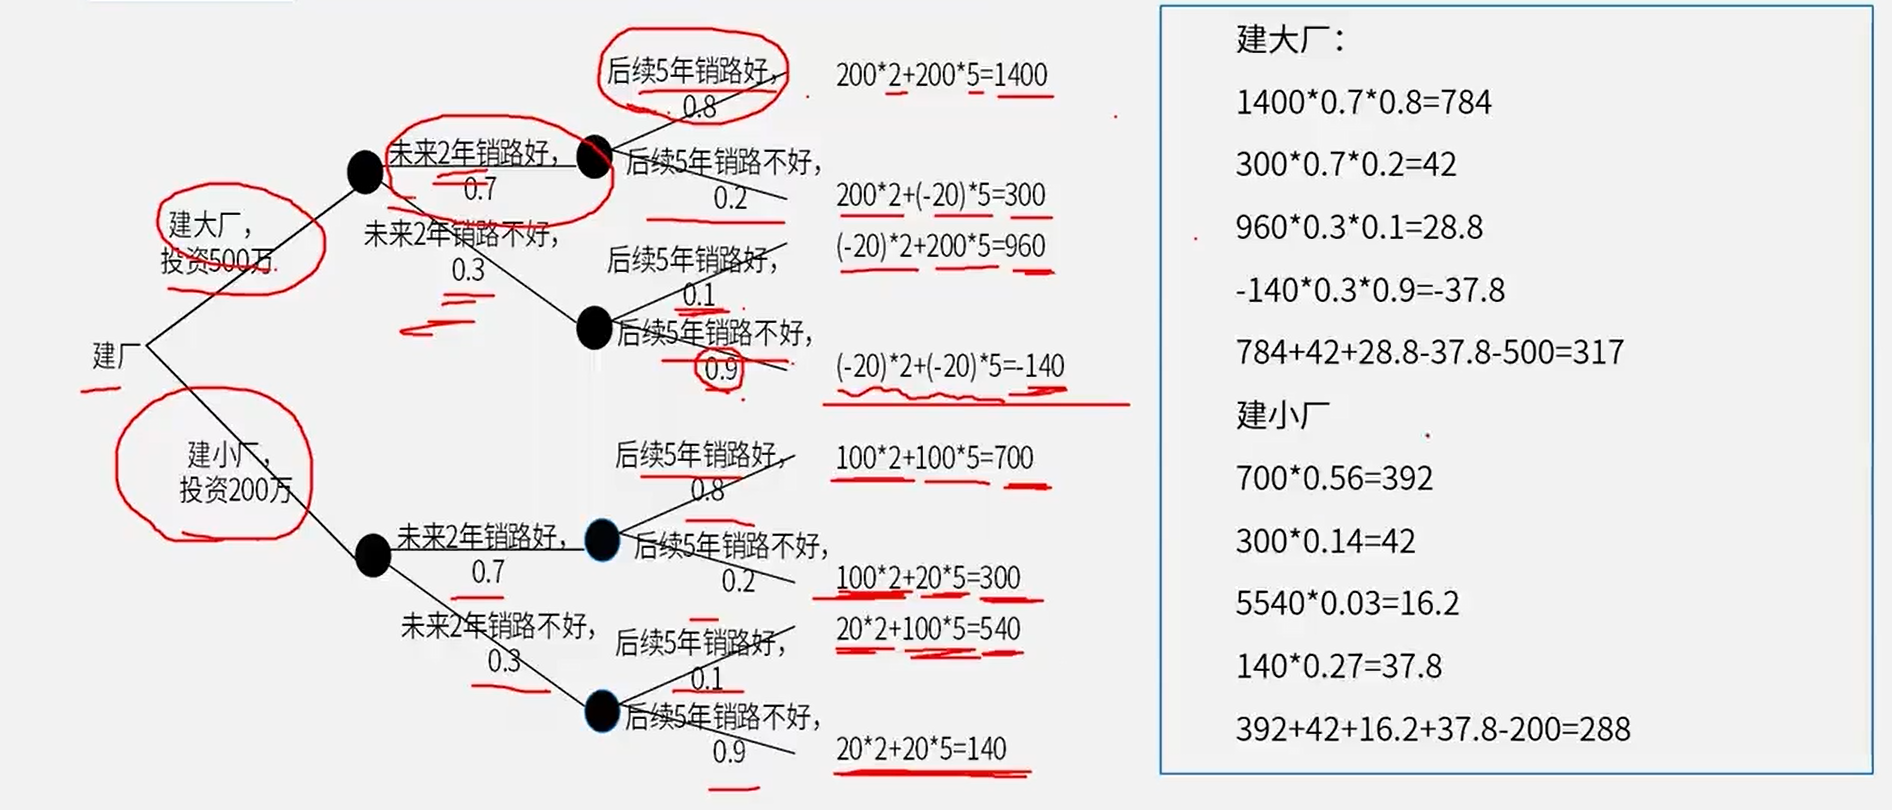 建厂
建大厂，
投资500万
未来2年销路好，
0.7
后续5年销路好，
0.8
200*2+200*5=1400
后续5年销路不好，
0.2
200*2+(-20)*5=300
未来2年销路不好，
0.3
后续5年销路好，
0.1
(-20)*2+200*5=960
后续5年销路不好，
0.9
(-20)*2+(-20)*5=-140
建小厂，
投资200万
未来2年销路好，
0.7
后续5年销路好，
0.8
100*2+100*5=700
后续5年销路不好，
0.2
100*2+20*5=300
未来2年销路不好，
0.3
后续5年销路好，
0.1
20*2+100*5=540
后续5年销路不好，
0.9
20*2+20*5=140
建大厂：
1400*0.7*0.8=784
300*0.7*0.2=42
960*0.3*0.1=28.8
-140*0.3*0.9=-37.8
784+42+28.8-37.8-500=317
建小厂
700*0.56=392
300*0.14=42
5540*0.03=16.2
140*0.27=37.8
392+42+16.2+37.8-200=288